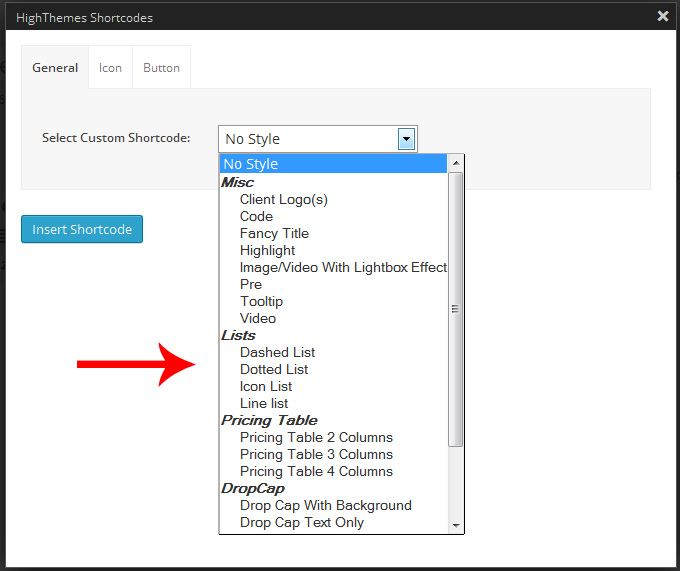 HighThemes Shortcodes
General Icon Button
Select Custom Shortcode: No Style
No Style
Misc
Client Logo(s)
Code
Fancy Title
Highlight
Image/Video With Lightbox Effect
Pre
Tooltip
Video
Lists
Dashed List
Dotted List
Icon List
Line list
Pricing Table
Pricing Table 2 Columns
Pricing Table 3 Columns
Pricing Table 4 Columns
DropCap
Drop Cap With Background
Drop Cap Text Only
Insert Shortcode